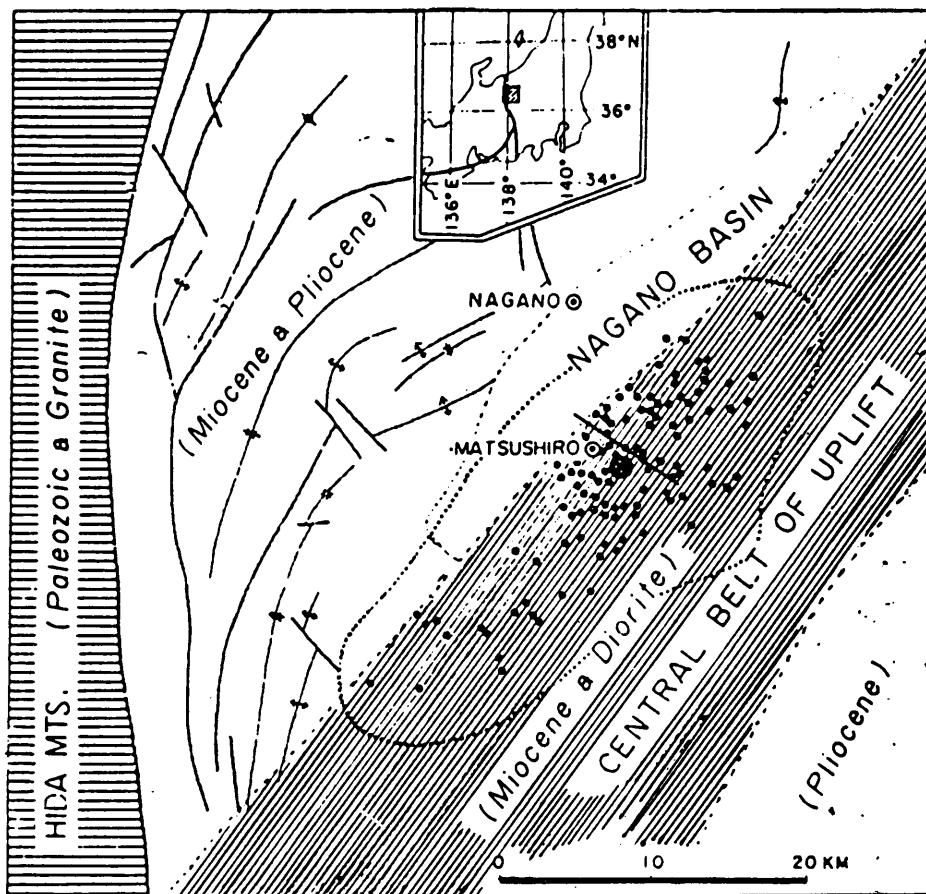 38°N
36°
34°
136°E
138°
140°
HIDA MTS. (Paleozoic & Granite)
(Miocene & Pliocene)
NAGANO
NAGANO BASIN
MATSUSHIRO
CENTRAL BELT OF UPLIFT
(Miocene & Diorite)
(Pliocene)
0 10 20 KM